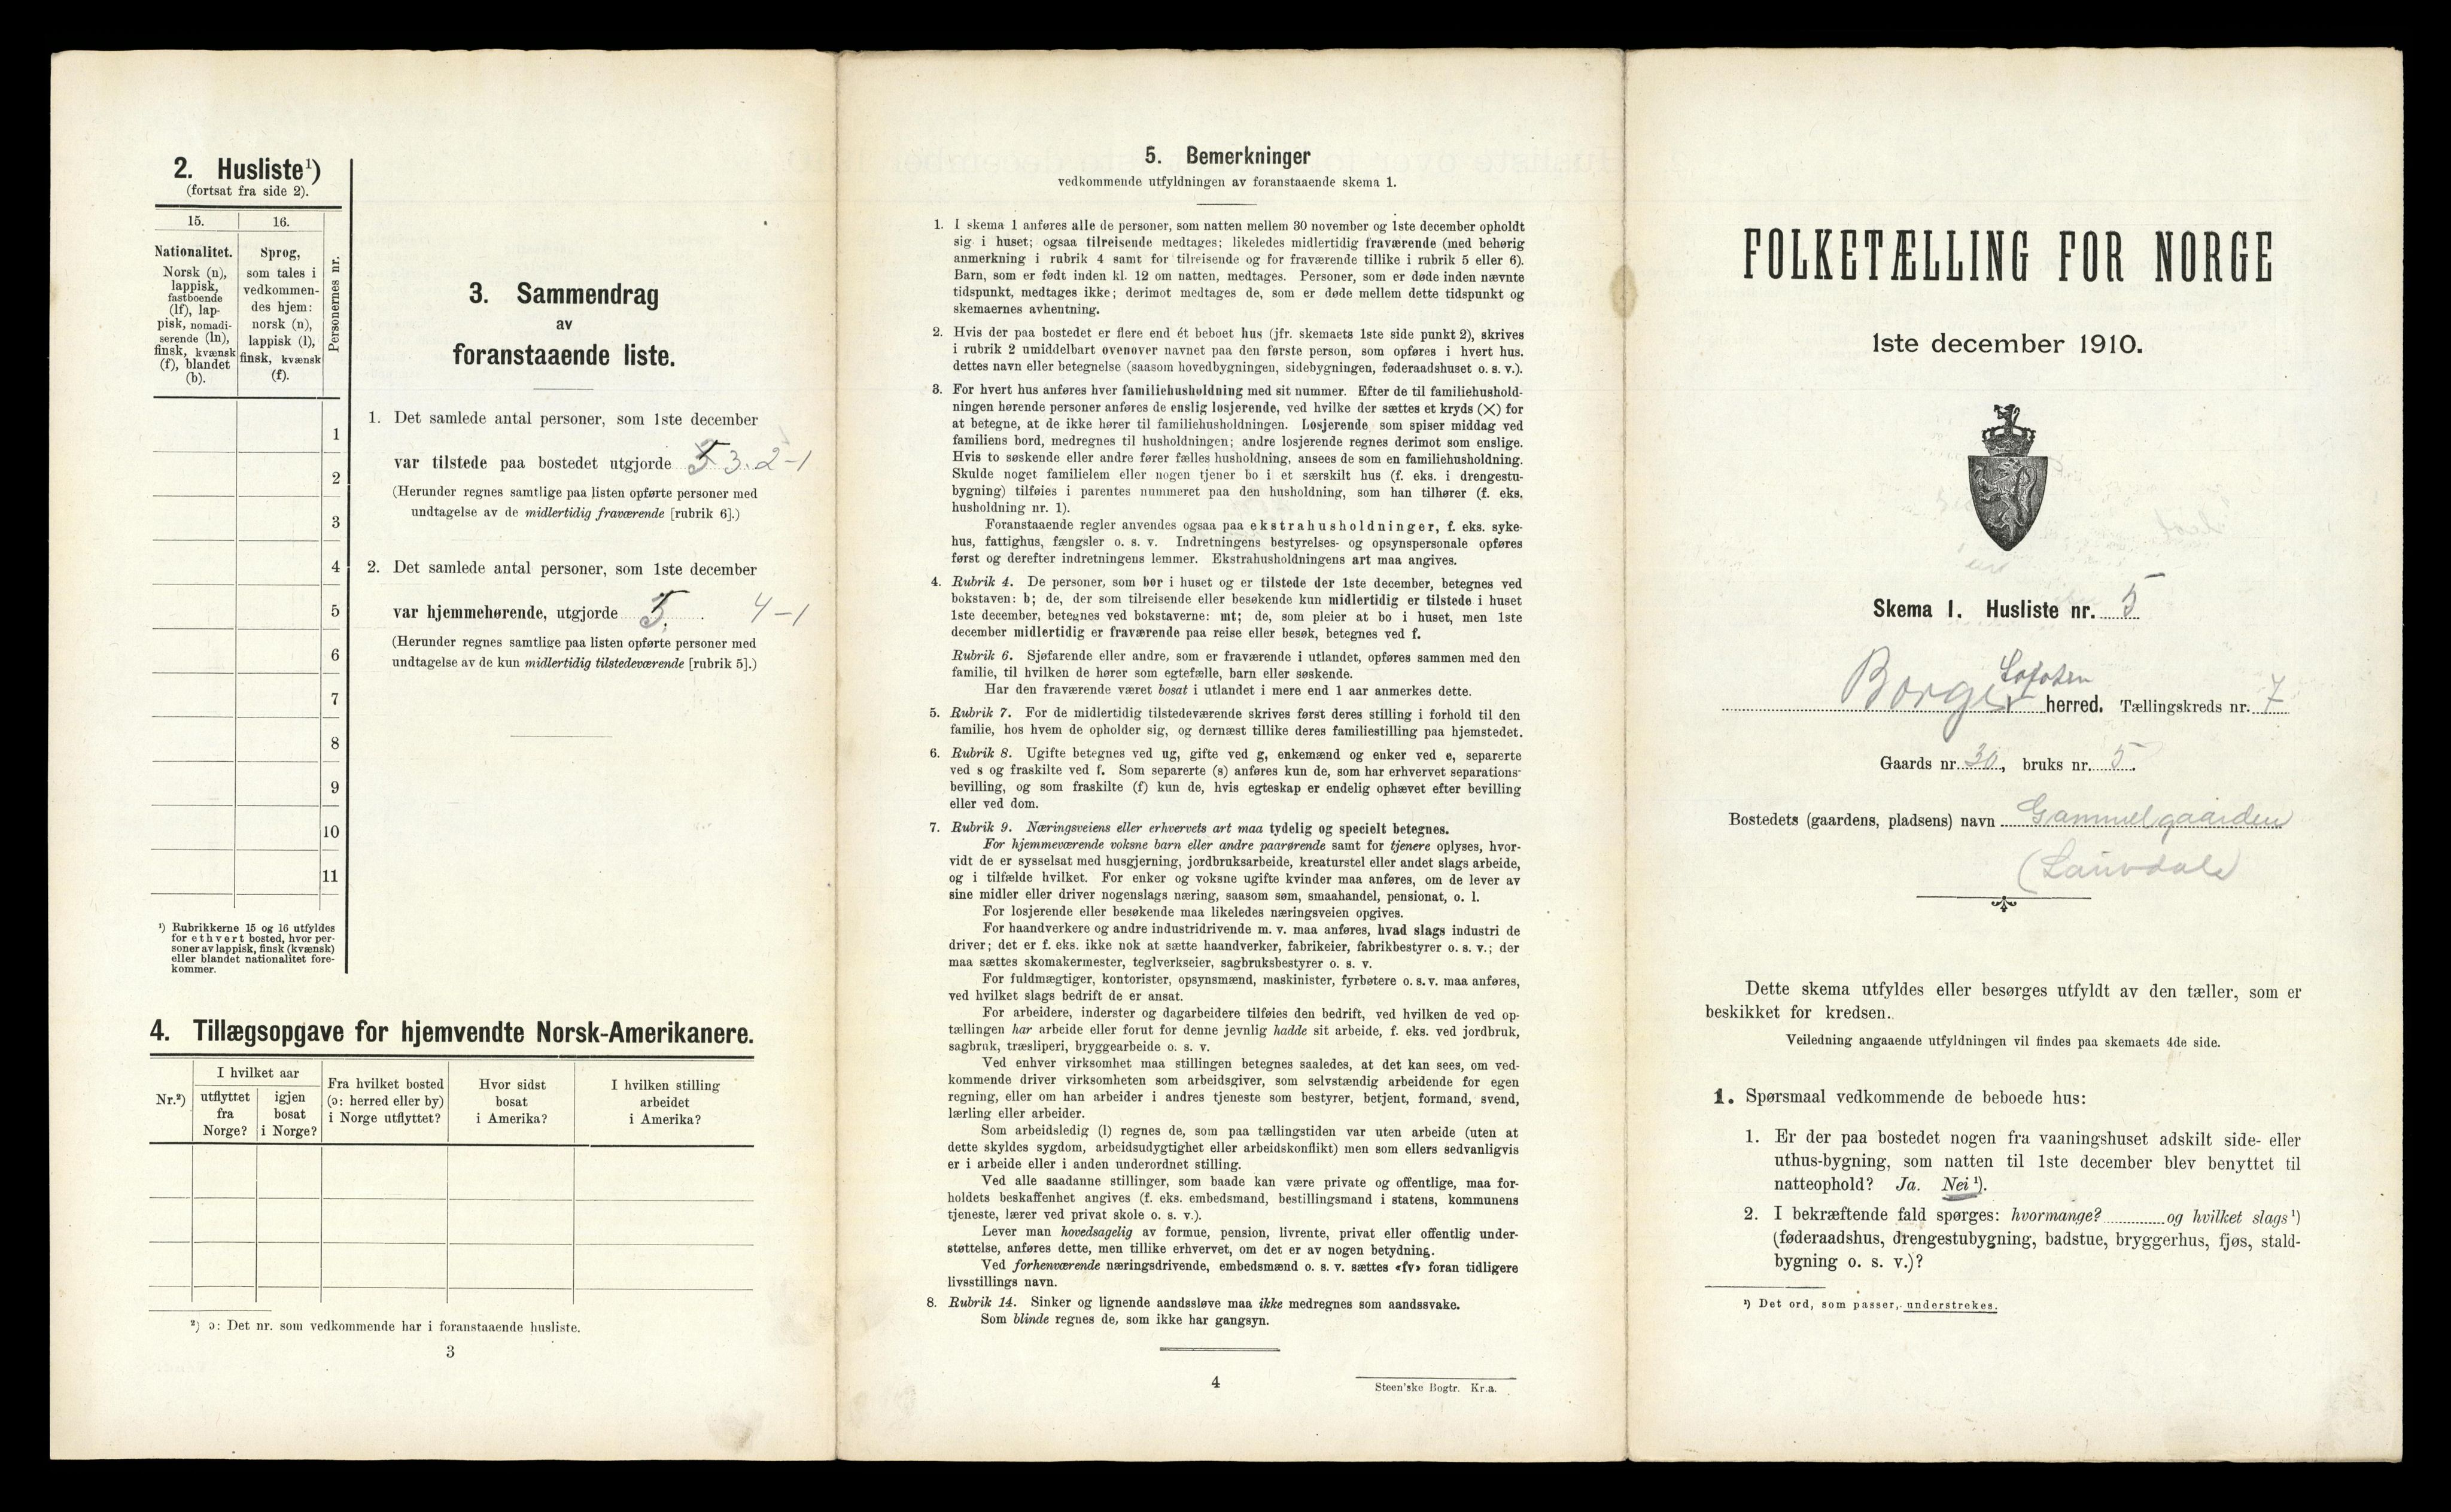 2. Husliste¹)
(fortsat fra side 2).
15. 16.
Nationalitet.
Norsk (n),
lappisk,
fastboende
(lf), lap-
pisk, nomadi-
serende (ln),
finsk, kvænsk
(f), blandet
(b).
Sprog,
som tales i
vedkommen-
des hjem:
norsk (n),
lappisk (l),
finsk, kvænsk
(f).
Personernes nr.
1
2
3
4
5
6
7
8
9
10
11
¹) Rubrikkerne 15 og 16 utfyldes
for ethvert bosted, hvor per-
soner av lappisk, finsk (kvænsk)
eller blandet nationalitet fore-
kommer.
3. Sammendrag
av
foranstaaende liste.
1. Det samlede antal personer, som 1ste december
var tilstede paa bostedet utgjorde 5 3. 2-1
(Herunder regnes samtlige paa listen opførte personer med
undtagelse av de midlertidig fraværende [rubrik 6].)
2. Det samlede antal personer, som 1ste december
var hjemmehørende, utgjorde 5. 4-1
(Herunder regnes samtlige paa listen opførte personer med
undtagelse av de kun midlertidig tilstedeværende [rubrik 5].)
4. Tillægsopgave for hjemvendte Norsk-Amerikanere.
Nr.²)
I hvilket aar
utflyttet
fra
Norge?
igjen
bosat
i Norge?
Fra hvilket bosted
(ɔ: herred eller by)
i Norge utflyttet?
Hvor sidst
bosat
i Amerika?
I hvilken stilling
arbeidet
i Amerika?
²) ɔ: Det nr. som vedkommende har i foranstaaende husliste.
3
5. Bemerkninger
vedkommende utfyldningen av foranstaaende skema 1.
1. I skema 1 anføres alle de personer, som natten mellem 30 november og 1ste december opholdt
sig i huset; ogsaa tilreisende medtages; likeledes midlertidig fraværende (med behørig
anmerkning i rubrik 4 samt for tilreisende og for fraværende tillike i rubrik 5 eller 6).
Barn, som er født inden kl. 12 om natten, medtages. Personer, som er døde inden nævnte
tidspunkt, medtages ikke; derimot medtages de, som er døde mellem dette tidspunkt og
skemaernes avhentning.
2. Hvis der paa bostedet er flere end ét beboet hus (jfr. skemaets 1ste side punkt 2), skrives
i rubrik 2 umiddelbart ovenover navnet paa den første person, som opføres i hvert hus.
dettes navn eller betegnelse (saasom hovedbygningen, sidebygningen, føderaadshuset o. s. v.).
3. For hvert hus anføres hver familiehusholdning med sit nummer. Efter de til familiehushold-
ningen hørende personer anføres de enslig losjerende, ved hvilke der sættes et kryds (×) for
at betegne, at de ikke hører til familiehusholdningen. Losjerende som spiser middag ved
familiens bord, medregnes til husholdningen; andre losjerende regnes derimot som enslige.
Hvis to søskende eller andre fører fælles husholdning, ansees de som en familiehusholdning.
Skulde noget familielem eller nogen tjener bo i et særskilt hus (f. eks. i drengestu-
bygning) tilføies i parentes nummeret paa den husholdning, som han tilhører (f. eks.
husholdning nr. 1).
Foranstaaende regler anvendes ogsaa paa ekstrahusholdninger, f. eks. syke-
hus, fattighus, fængsler o. s. v. Indretningens bestyrelses- og opsynspersonale opføres
først og derefter indretningens lemmer. Ekstrahusholdningens art maa angives.
4. Rubrik 4. De personer, som bor i huset og er tilstede der 1ste december, betegnes ved
bokstaven: b; de, der som tilreisende eller besøkende kun midlertidig er tilstede i huset
1ste december, betegnes ved bokstaverne: mt; de, som pleier at bo i huset, men 1ste
december midlertidig er fraværende paa reise eller besøk, betegnes ved f.
Rubrik 6. Sjøfarende eller andre, som er fraværende i utlandet, opføres sammen med den
familie, til hvilken de hører som egtefælle, barn eller søskende.
Har den fraværende været bosat i utlandet i mere end 1 aar anmerkes dette.
5. Rubrik 7. For de midlertidig tilstedeværende skrives først deres stilling i forhold til den
familie, hos hvem de opholder sig, og dernæst tillike deres familiestilling paa hjemstedet.
6. Rubrik 8. Ugifte betegnes ved ug, gifte ved g, enkemænd og enker ved e, separerte
ved s og fraskilte ved f. Som separerte (s) anføres kun de, som har erhvervet separations-
bevilling, og som fraskilte (f) kun de, hvis egteskap er endelig ophævet efter bevilling
eller ved dom.
7. Rubrik 9. Næringsveiens eller erhvervets art maa tydelig og specielt betegnes.
For hjemmeværende voksne barn eller andre paarørende samt for tjenere oplyses, hvor-
vidt de er sysselsat med husgjerning, jordbruksarbeide, kreaturstel eller andet slags arbeide,
og i tilfælde hvilket. For enker og voksne ugifte kvinder maa anføres, om de lever av
sine midler eller driver nogenslags næring, saasom søm, smaahandel, pensionat, o. l.
For losjerende eller besøkende maa likeledes næringsveien opgives.
For haandverkere og andre industridrivende m. v. maa anføres, hvad slags industri de
driver; det er f. eks. ikke nok at sætte haandverker, fabrikeier, fabrikbestyrer o. s. v.; der
maa sættes skomakermester, teglverkseier, sagbruksbestyrer o. s. v.
For fuldmægtiger, kontorister, opsynsmænd, maskinister, fyrbøtere o. s. v. maa anføres,
ved hvilket slags bedrift de er ansat.
For arbeidere, inderster og dagarbeidere tilføies den bedrift, ved hvilken de ved op-
tællingen har arbeide eller forut for denne jevnlig hadde sit arbeide, f. eks. ved jordbruk,
sagbruk, træsliperi, bryggearbeide o. s. v.
Ved enhver virksomhet maa stillingen betegnes saaledes, at det kan sees, om ved-
kommende driver virksomheten som arbeidsgiver, som selvstændig arbeidende for egen
regning, eller om han arbeider i andres tjeneste som bestyrer, betjent, formand, svend,
lærling eller arbeider.
Som arbeidsledig (l) regnes de, som paa tællingstiden var uten arbeide (uten at
dette skyldes sygdom, arbeidsudygtighet eller arbeidskonflikt) men som ellers sedvanligvis
er i arbeide eller i anden underordnet stilling.
Ved alle saadanne stillinger, som baade kan være private og offentlige, maa for-
holdets beskaffenhet angives (f. eks. embedsmand, bestillingsmand i statens, kommunens
tjeneste, lærer ved privat skole o. s. v.).
Lever man hovedsagelig av formue, pension, livrente, privat eller offentlig under-
støttelse, anføres dette, men tillike erhvervet, om det er av nogen betydning.
Ved forhenværende næringsdrivende, embedsmænd o. s. v. sættes «fv» foran tidligere
livsstillings navn.
8. Rubrik 14. Sinker og lignende aandssløve maa ikke medregnes som aandssvake.
Som blinde regnes de, som ikke har gangsyn.
4
Steen'ske Bogtr. Kr.a.
FOLKETÆLLING FOR NORGE
1ste december 1910.
Skema 1. Husliste nr. 5
Lofoten
Borge herred. Tællingskreds nr. 7
Gaards nr. 30, bruks nr. 5.
Bostedets (gaardens, pladsens) navn Gammelgaarden
(Lauvdale
Dette skema utfyldes eller besørges utfyldt av den tæller, som er
beskikket for kredsen.
Veiledning angaaende utfyldningen vil findes paa skemaets 4de side.
1. Spørsmaal vedkommende de beboede hus:
1. Er der paa bostedet nogen fra vaaningshuset adskilt side- eller
uthus-bygning, som natten til 1ste december blev benyttet til
natteophold? Ja. Nei ¹).
2. I bekræftende fald spørges: hvormange? og hvilket slags ¹)
(føderaadshus, drengestubygning, badstue, bryggerhus, fjøs, stald-
bygning o. s. v.)?
¹) Det ord, som passer, understrekes.